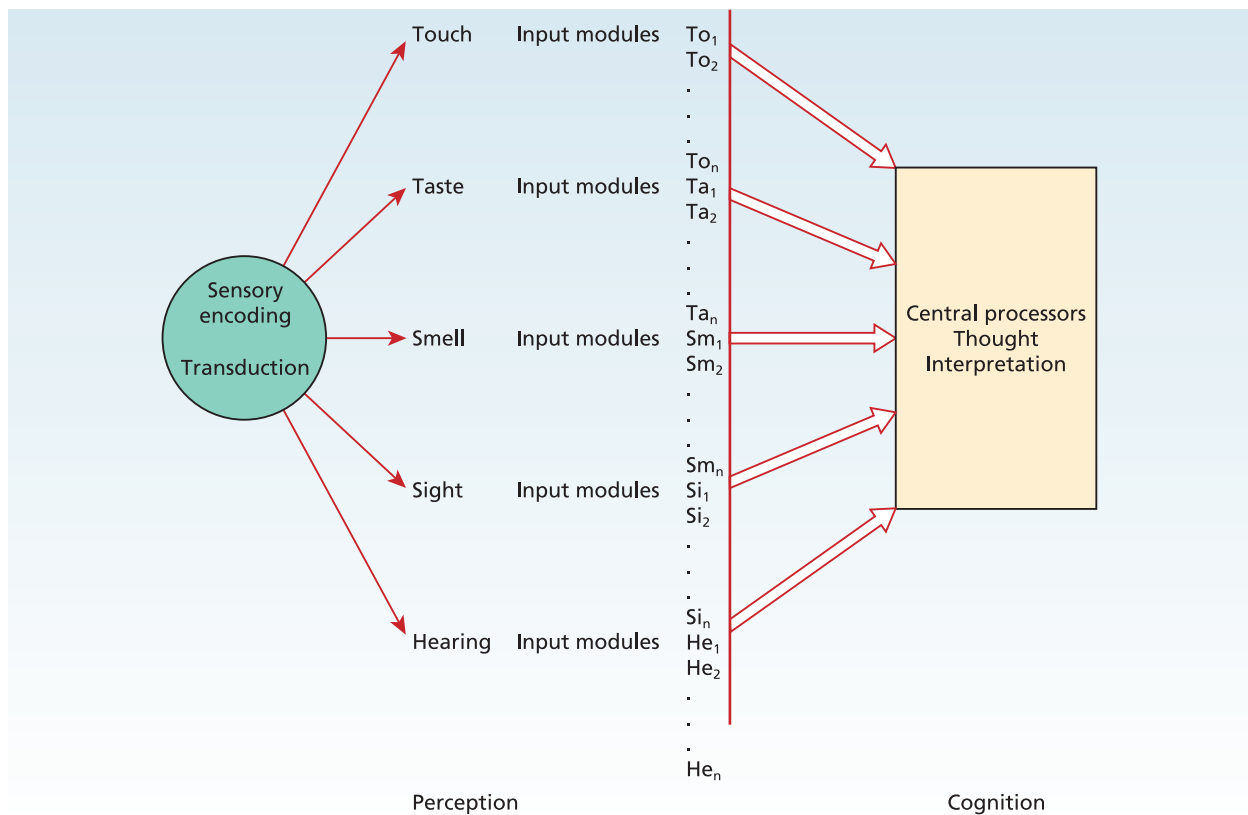 Touch Input modules To₁
To₂
.
.
.
Toₙ
Taste Input modules Ta₁
Ta₂
.
.
.
Taₙ
Sensory
encoding
Transduction
Smell Input modules Sm₁
Sm₂
.
.
.
Smₙ
Sight Input modules Si₁
Si₂
.
.
.
Siₙ
Hearing Input modules He₁
He₂
.
.
.
Heₙ
Central processors
Thought
Interpretation
Perception
Cognition